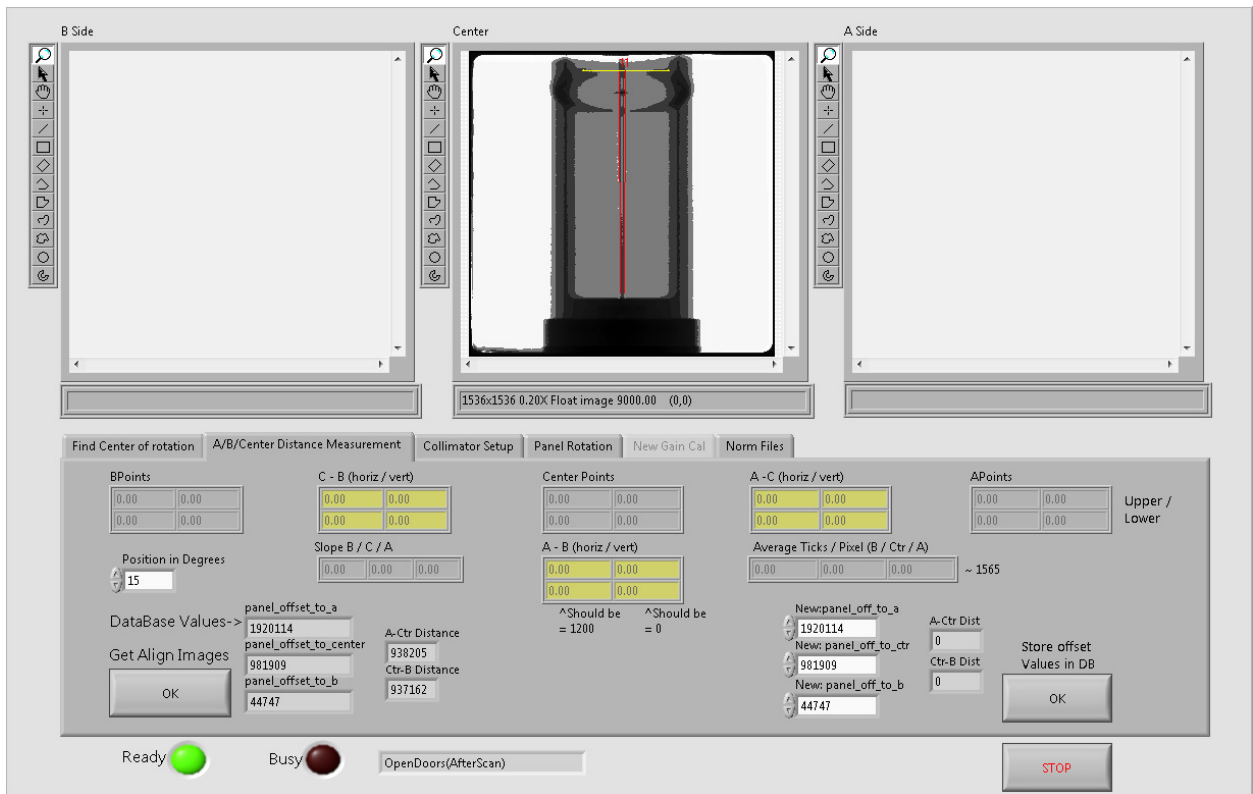 B Side
Center
A Side
1536x1536 0.20X Float image 9000.00 (0,0)
Find Center of rotation
A/B/Center Distance Measurement
Collimator Setup
Panel Rotation
New Gain Cal
Norm Files
BPoints
0.00 0.00
0.00 0.00
C - B (horiz / vert)
0.00 0.00
0.00 0.00
Center Points
0.00 0.00
0.00 0.00
A -C (horiz / vert)
0.00 0.00
0.00 0.00
APoints
0.00 0.00
0.00 0.00
Upper /
Lower
Position in Degrees
15
Slope B / C / A
0.00 0.00 0.00
A - B (horiz / vert)
0.00 0.00
0.00 0.00
^Should be
= 1200
^Should be
= 0
Average Ticks / Pixel (B / Ctr / A)
0.00 0.00 0.00
~ 1565
DataBase Values->
panel_offset_to_a
1920114
panel_offset_to_center
981909
panel_offset_to_b
44747
A-Ctr Distance
938205
Ctr-B Distance
937162
Get Align Images
OK
New:panel_off_to_a
1920114
New: panel_off_to_ctr
981909
New: panel_off_to_b
44747
A-Ctr Dist
0
Ctr-B Dist
0
Store offset
Values in DB
OK
Ready
Busy
OpenDoors(AfterScan)
STOP